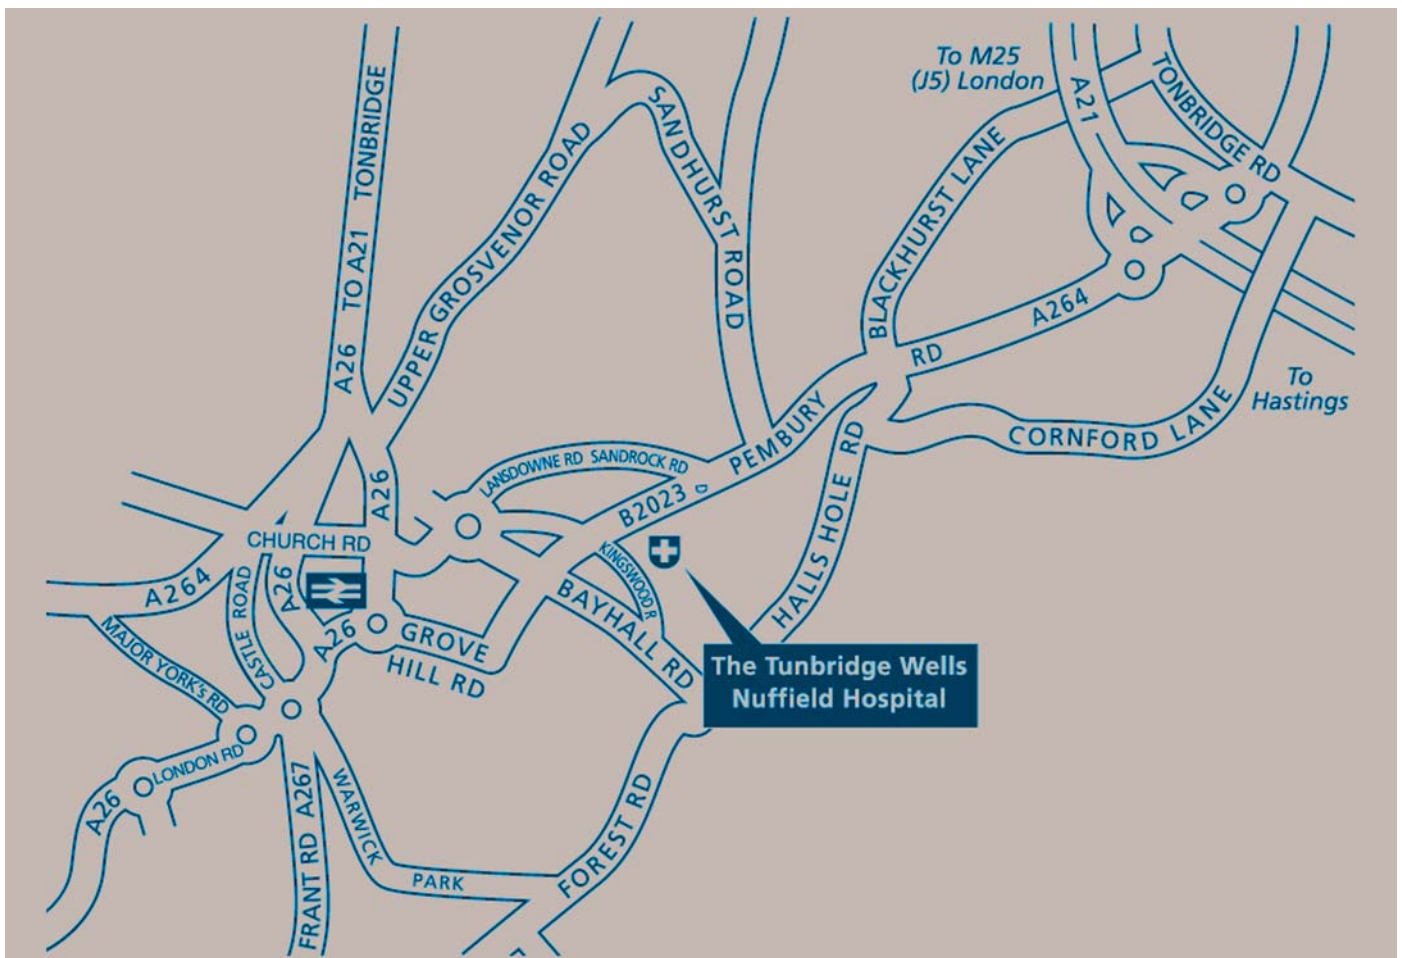 To M25
(J5) London
A21
TONBRIDGE RD
A26 TO A21 TONBRIDGE
UPPER GROSVENOR ROAD
SANDHURST ROAD
BLACKHURST LANE
A264
RD
To
Hastings
CORNFORD LANE
PEMBURY
HALLS HOLE RD
LANSDOWNE RD
SANDROCK RD
B2023
A26
CHURCH RD
KINGSWOOD R
A264
CASTLE ROAD
A26
BAYHALL RD
A26
GROVE
HILL RD
MAJOR YORK's RD
The Tunbridge Wells
Nuffield Hospital
LONDON RD
A26
FRANT RD A267
WARWICK
PARK
FOREST RD